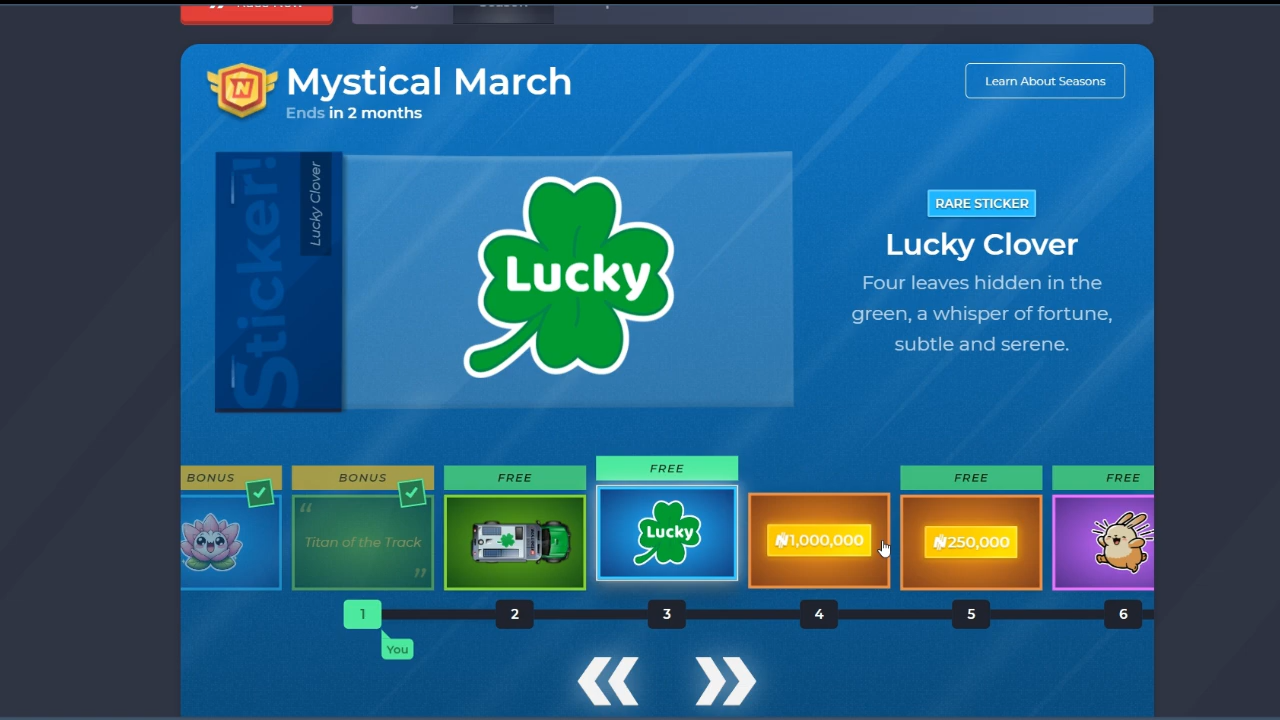 Mystical March
Ends in 2 months
Learn About Seasons
Sticker!
Lucky Clover
Lucky
RARE STICKER
Lucky Clover
Four leaves hidden in the
green, a whisper of fortune,
subtle and serene.
BONUS
BONUS
FREE
FREE
FREE
FREE
“
Titan of the Track
”
Lucky
1,000,000
250,000
1
2
3
4
5
6
You